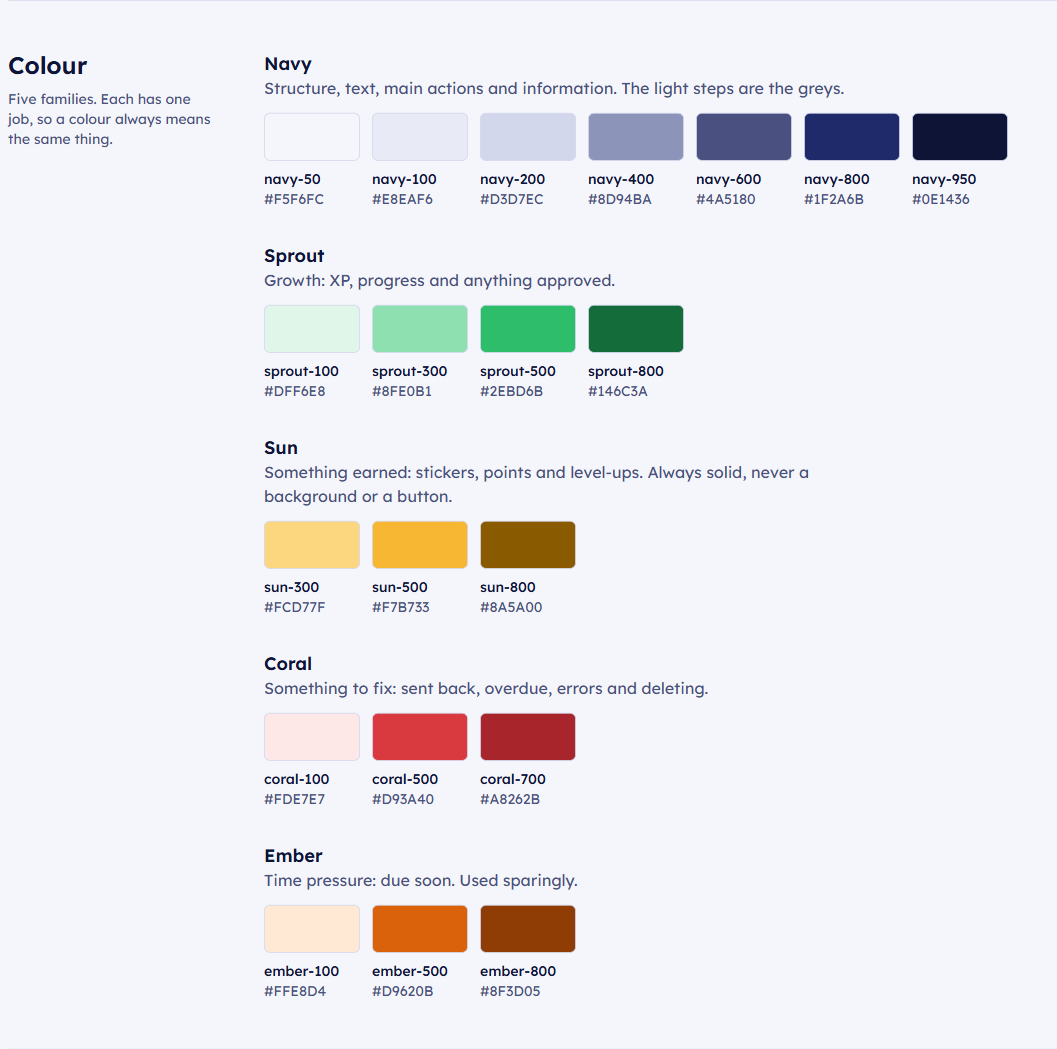 Colour
Five families. Each has one
job, so a colour always means
the same thing.
Navy
Structure, text, main actions and information. The light steps are the greys.
navy-50
#F5F6FC
navy-100
#E8EAF6
navy-200
#D3D7EC
navy-400
#8D94BA
navy-600
#4A5180
navy-800
#1F2A6B
navy-950
#0E1436
Sprout
Growth: XP, progress and anything approved.
sprout-100
#DFF6E8
sprout-300
#8FE0B1
sprout-500
#2EBD6B
sprout-800
#146C3A
Sun
Something earned: stickers, points and level-ups. Always solid, never a
background or a button.
sun-300
#FCD77F
sun-500
#F7B733
sun-800
#8A5A00
Coral
Something to fix: sent back, overdue, errors and deleting.
coral-100
#FDE7E7
coral-500
#D93A40
coral-700
#A8262B
Ember
Time pressure: due soon. Used sparingly.
ember-100
#FFE8D4
ember-500
#D9620B
ember-800
#8F3D05